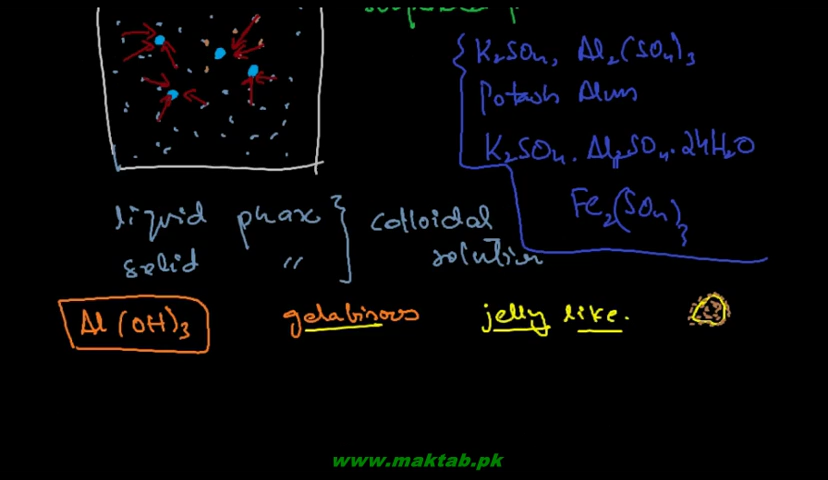 K₂SO₄, Al₂(SO₄)₃
Potash Alum
K₂SO₄. Al₂SO₄. 24H₂O
Fe₂(SO₄)₃
liquid phase } colloidal
solid " solution
Al(OH)₃ gelatinous jelly like.
www.maktab.pk